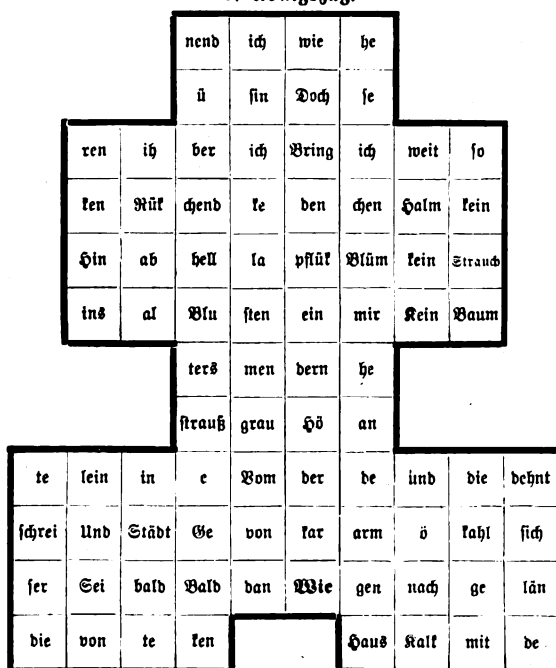 nend ich wie he
ü sin Doch se
ren ih ber ich Bring ich weit so
ken Rük chend ke den chen Halm kein
Hin ab hell la pflük Blüm kein Strauch
ins al Blu sten ein mir Kein Baum
ters men dern he
strauß grau Hö an
te lein in e Vom der de und die dehnt
schrei Und Städt Ge von kar arm ö kahl sich
ser Sei bald Bald dan Wie gen nach ge län
die von te ken Haus Kalk mit de